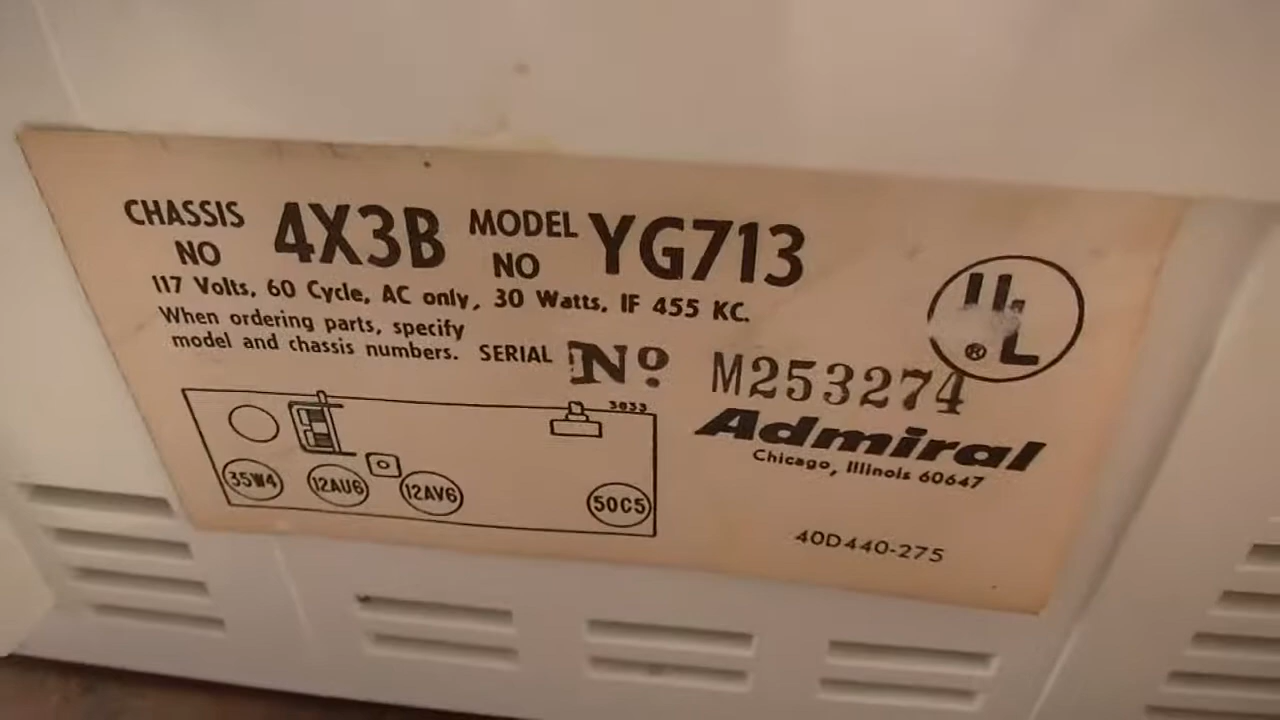 CHASSIS NO 4X3B MODEL NO YG713
117 Volts, 60 Cycle, AC only, 30 Watts, IF 455 KC.
When ordering parts, specify
model and chassis numbers. SERIAL No M253274
UL ®
3033
35W4 12AU6 12AV6 50C5
Admiral
Chicago, Illinois 60647
40D440-275